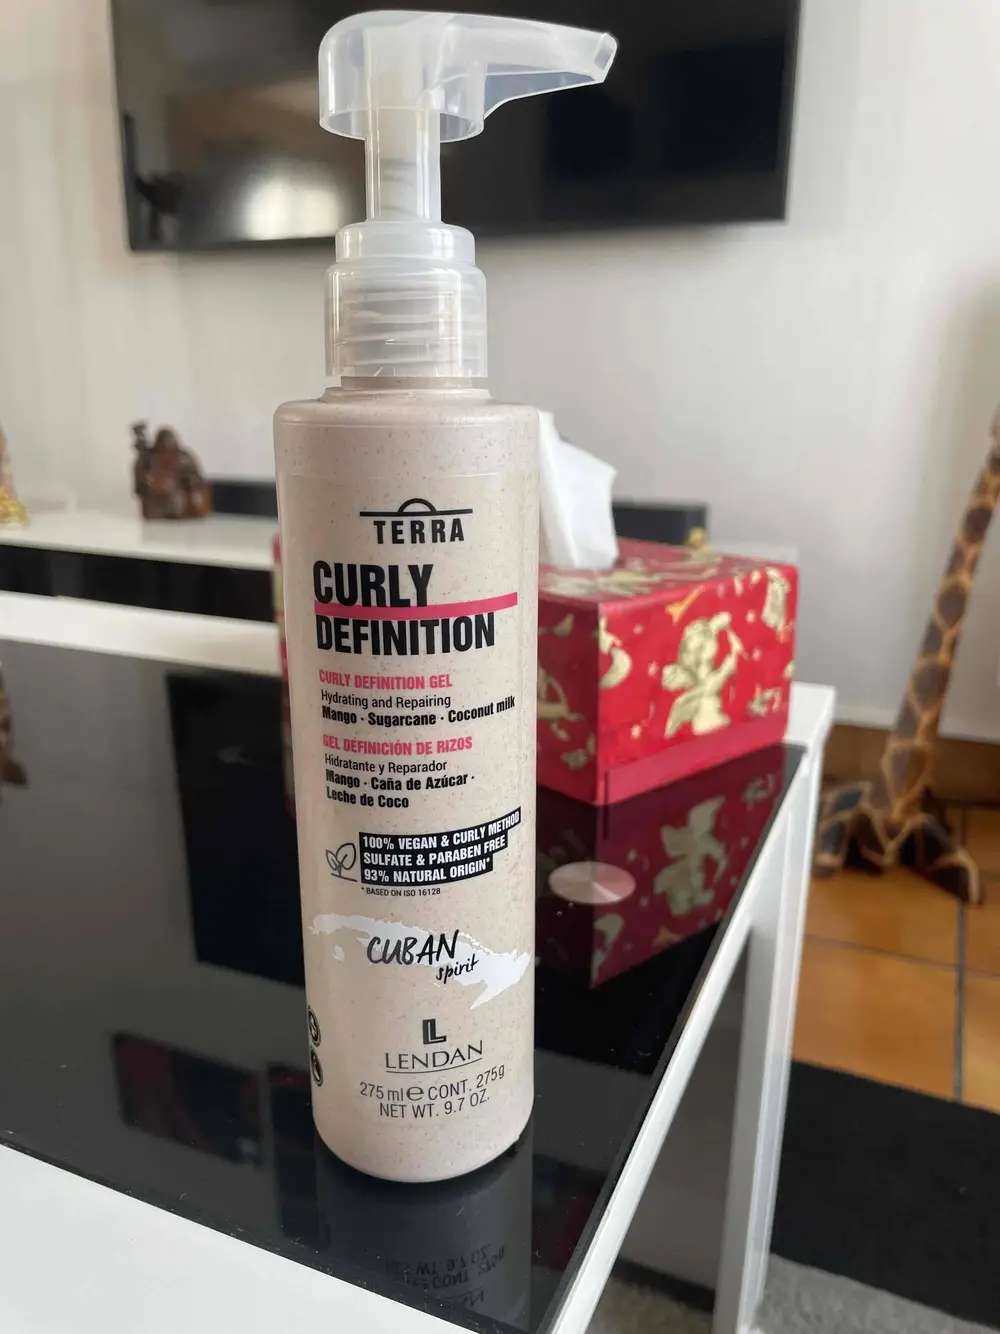 TERRA
CURLY
DEFINITION
CURLY DEFINITION GEL
Hydrating and Repairing
Mango · Sugarcane · Coconut milk
GEL DEFINICIÓN DE RIZOS
Hidratante y Reparador
Mango · Caña de Azúcar ·
Leche de Coco
100% VEGAN & CURLY METHOD
SULFATE & PARABEN FREE
93% NATURAL ORIGIN*
* BASED ON ISO 16128
CUBAN
spirit
LL
LENDAN
275 ml e CONT. 275g
NET WT. 9.7 OZ.